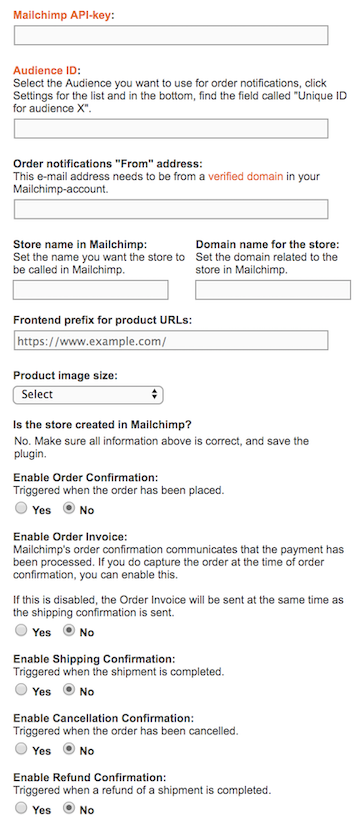 Mailchimp API-key:
Audience ID:
Select the Audience you want to use for order notifications, click
Settings for the list and in the bottom, find the field called "Unique ID
for audience X".
Order notifications "From" address:
This e-mail address needs to be from a verified domain in your
Mailchimp-account.
Store name in Mailchimp:
Set the name you want the store to
be called in Mailchimp.
Domain name for the store:
Set the domain related to the
store in Mailchimp.
Frontend prefix for product URLs:
https://www.example.com/
Product image size:
Select
Is the store created in Mailchimp?
No. Make sure all information above is correct, and save the
plugin.
Enable Order Confirmation:
Triggered when the order has been placed.
Yes No
Enable Order Invoice:
Mailchimp's order confirmation communicates that the payment has
been processed. If you do capture the order at the time of order
confirmation, you can enable this.
If this is disabled, the Order Invoice will be sent at the same time as
the shipping confirmation is sent.
Yes No
Enable Shipping Confirmation:
Triggered when the shipment is completed.
Yes No
Enable Cancellation Confirmation:
Triggered when the order has been cancelled.
Yes No
Enable Refund Confirmation:
Triggered when a refund of a shipment is completed.
Yes No